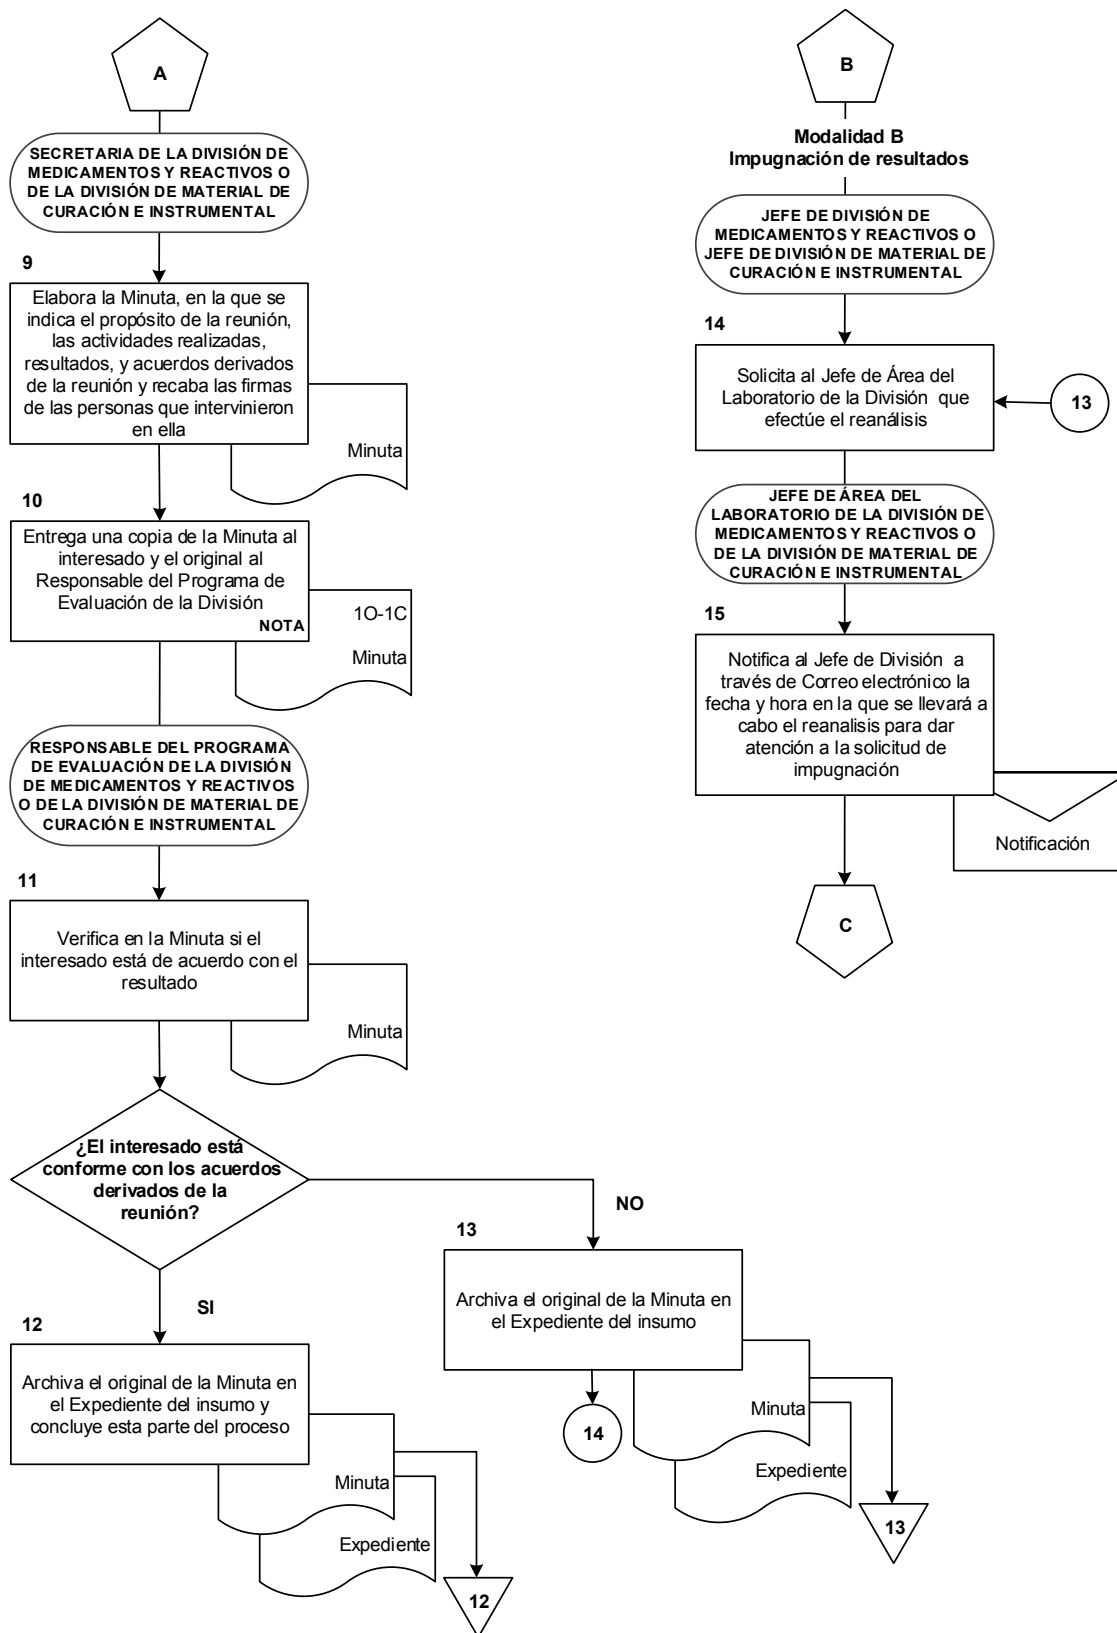 A
SECRETARIA DE LA DIVISIÓN DE
MEDICAMENTOS Y REACTIVOS O
DE LA DIVISIÓN DE MATERIAL DE
CURACIÓN E INSTRUMENTAL
9
Elabora la Minuta, en la que se
indica el propósito de la reunión,
las actividades realizadas,
resultados, y acuerdos derivados
de la reunión y recaba las firmas
de las personas que intervinieron
en ella
Minuta
10
Entrega una copia de la Minuta al
interesado y el original al
Responsable del Programa de
Evaluación de la División
NOTA
1O-1C
Minuta
RESPONSABLE DEL PROGRAMA
DE EVALUACIÓN DE LA DIVISIÓN
DE MEDICAMENTOS Y REACTIVOS
O DE LA DIVISIÓN DE MATERIAL DE
CURACIÓN E INSTRUMENTAL
11
Verifica en la Minuta si el
interesado está de acuerdo con el
resultado
Minuta
¿El interesado está
conforme con los acuerdos
derivados de la
reunión?
SI
12
Archiva el original de la Minuta en
el Expediente del insumo y
concluye esta parte del proceso
Minuta
Expediente
12
NO
13
Archiva el original de la Minuta en
el Expediente del insumo
14
Minuta
Expediente
13
B
Modalidad B
Impugnación de resultados
JEFE DE DIVISIÓN DE
MEDICAMENTOS Y REACTIVOS O
JEFE DE DIVISIÓN DE MATERIAL DE
CURACIÓN E INSTRUMENTAL
14
Solicita al Jefe de Área del
Laboratorio de la División que
efectúe el reanálisis
13
JEFE DE ÁREA DEL
LABORATORIO DE LA DIVISIÓN DE
MEDICAMENTOS Y REACTIVOS O
DE LA DIVISIÓN DE MATERIAL DE
CURACIÓN E INSTRUMENTAL
15
Notifica al Jefe de División a
través de Correo electrónico la
fecha y hora en la que se llevará a
cabo el reanalisis para dar
atención a la solicitud de
impugnación
Notificación
C